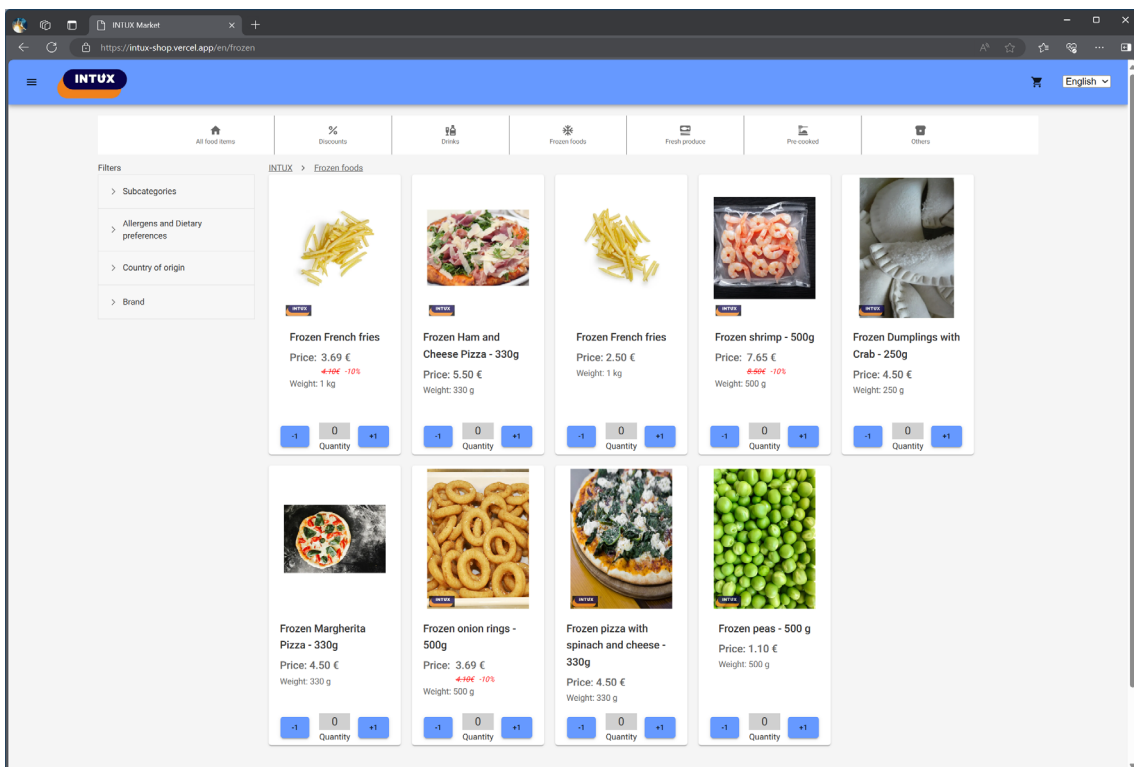 INTUX Market
https://intux-shop.vercel.app/en/frozen
INTUX
English
All food items
Discounts
Drinks
Frozen foods
Fresh produce
Pre-cooked
Others
Filters
Subcategories
Allergens and Dietary
preferences
Country of origin
Brand
INTUX > Frozen foods
INTUX
Frozen French fries
Price: 3.69 €
4.10€ -10%
Weight: 1 kg
-1 0 +1
Quantity
INTUX
Frozen Ham and
Cheese Pizza - 330g
Price: 5.50 €
Weight: 330 g
-1 0 +1
Quantity
Frozen French fries
Price: 2.50 €
Weight: 1 kg
-1 0 +1
Quantity
INTUX
Frozen shrimp - 500g
Price: 7.65 €
8.50€ -10%
Weight: 500 g
-1 0 +1
Quantity
INTUX
Frozen Dumplings with
Crab - 250g
Price: 4.50 €
Weight: 250 g
-1 0 +1
Quantity
Frozen Margherita
Pizza - 330g
Price: 4.50 €
Weight: 330 g
-1 0 +1
Quantity
INTUX
Frozen onion rings -
500g
Price: 3.69 €
4.10€ -10%
Weight: 500 g
-1 0 +1
Quantity
INTUX
Frozen pizza with
spinach and cheese -
330g
Price: 4.50 €
Weight: 330 g
-1 0 +1
Quantity
INTUX
Frozen peas - 500 g
Price: 1.10 €
Weight: 500 g
-1 0 +1
Quantity